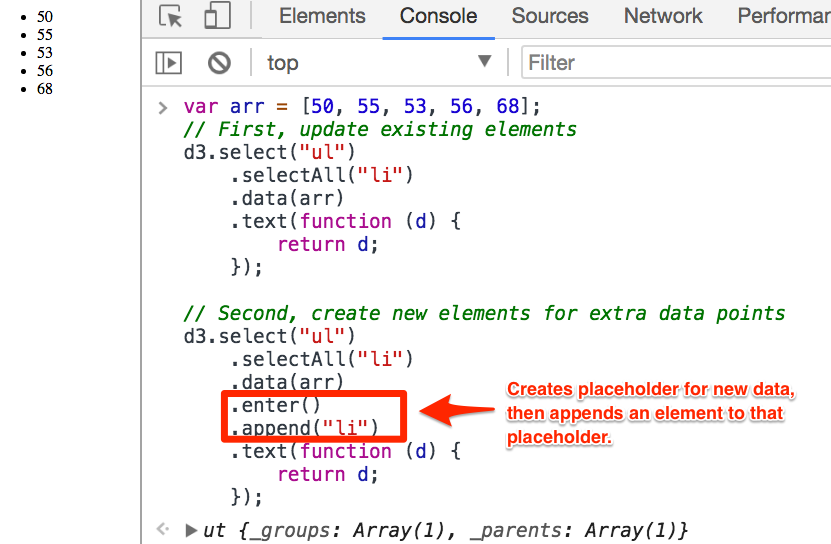 50
55
53
56
68
Elements Console Sources Network Performan
top Filter
> var arr = [50, 55, 53, 56, 68];
// First, update existing elements
d3.select("ul")
.selectAll("li")
.data(arr)
.text(function (d) {
return d;
});
// Second, create new elements for extra data points
d3.select("ul")
.selectAll("li")
.data(arr)
.enter()
.append("li")
.text(function (d) {
return d;
});
Creates placeholder for new data,
then appends an element to that
placeholder.
ut {_groups: Array(1), _parents: Array(1)}